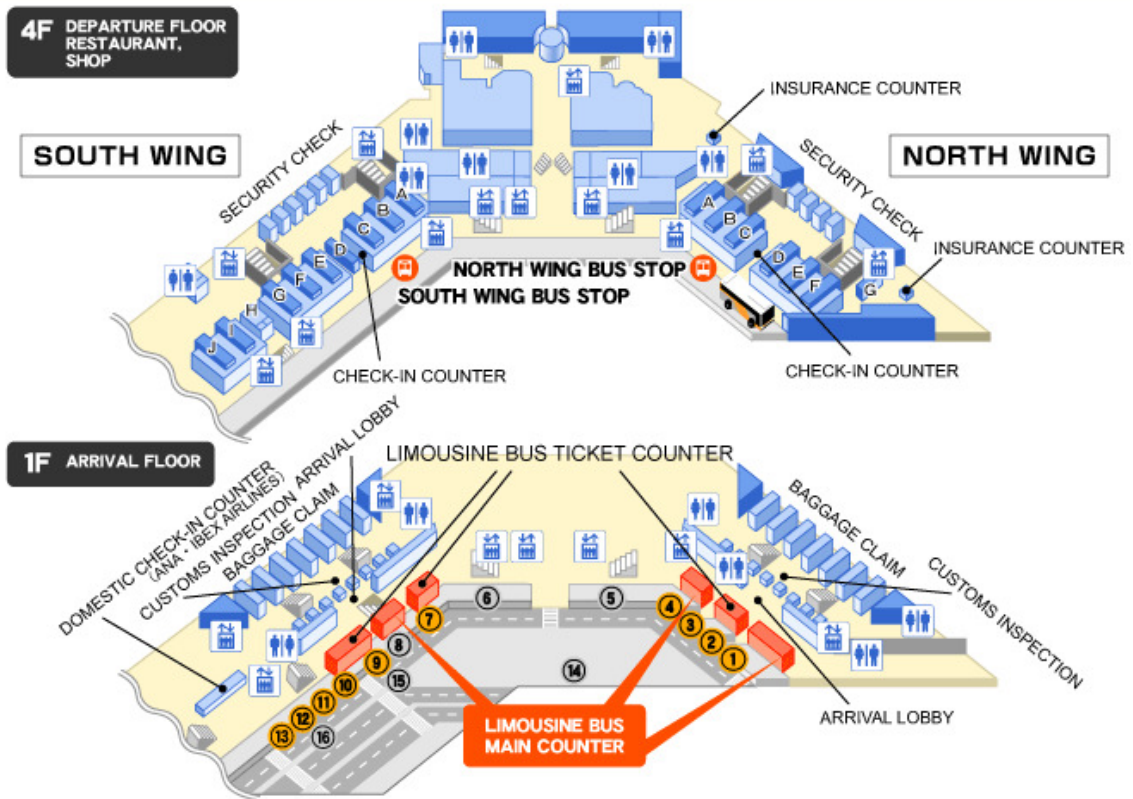 4F DEPARTURE FLOOR
RESTAURANT,
SHOP
SOUTH WING
NORTH WING
INSURANCE COUNTER
SECURITY CHECK
SECURITY CHECK
INSURANCE COUNTER
A
B
C
D
E
F
G
H
I
J
A
B
C
D
E
F
G
NORTH WING BUS STOP
SOUTH WING BUS STOP
CHECK-IN COUNTER
CHECK-IN COUNTER
1F ARRIVAL FLOOR
LIMOUSINE BUS TICKET COUNTER
ARRIVAL LOBBY
BAGGAGE CLAIM
CUSTOMS INSPECTION
DOMESTIC CHECK-IN COUNTER
(ANA・IBEX AIRLINES)
BAGGAGE CLAIM
CUSTOMS INSPECTION
ARRIVAL LOBBY
1
2
3
4
5
6
7
8
9
10
11
12
13
14
15
16
LIMOUSINE BUS
MAIN COUNTER